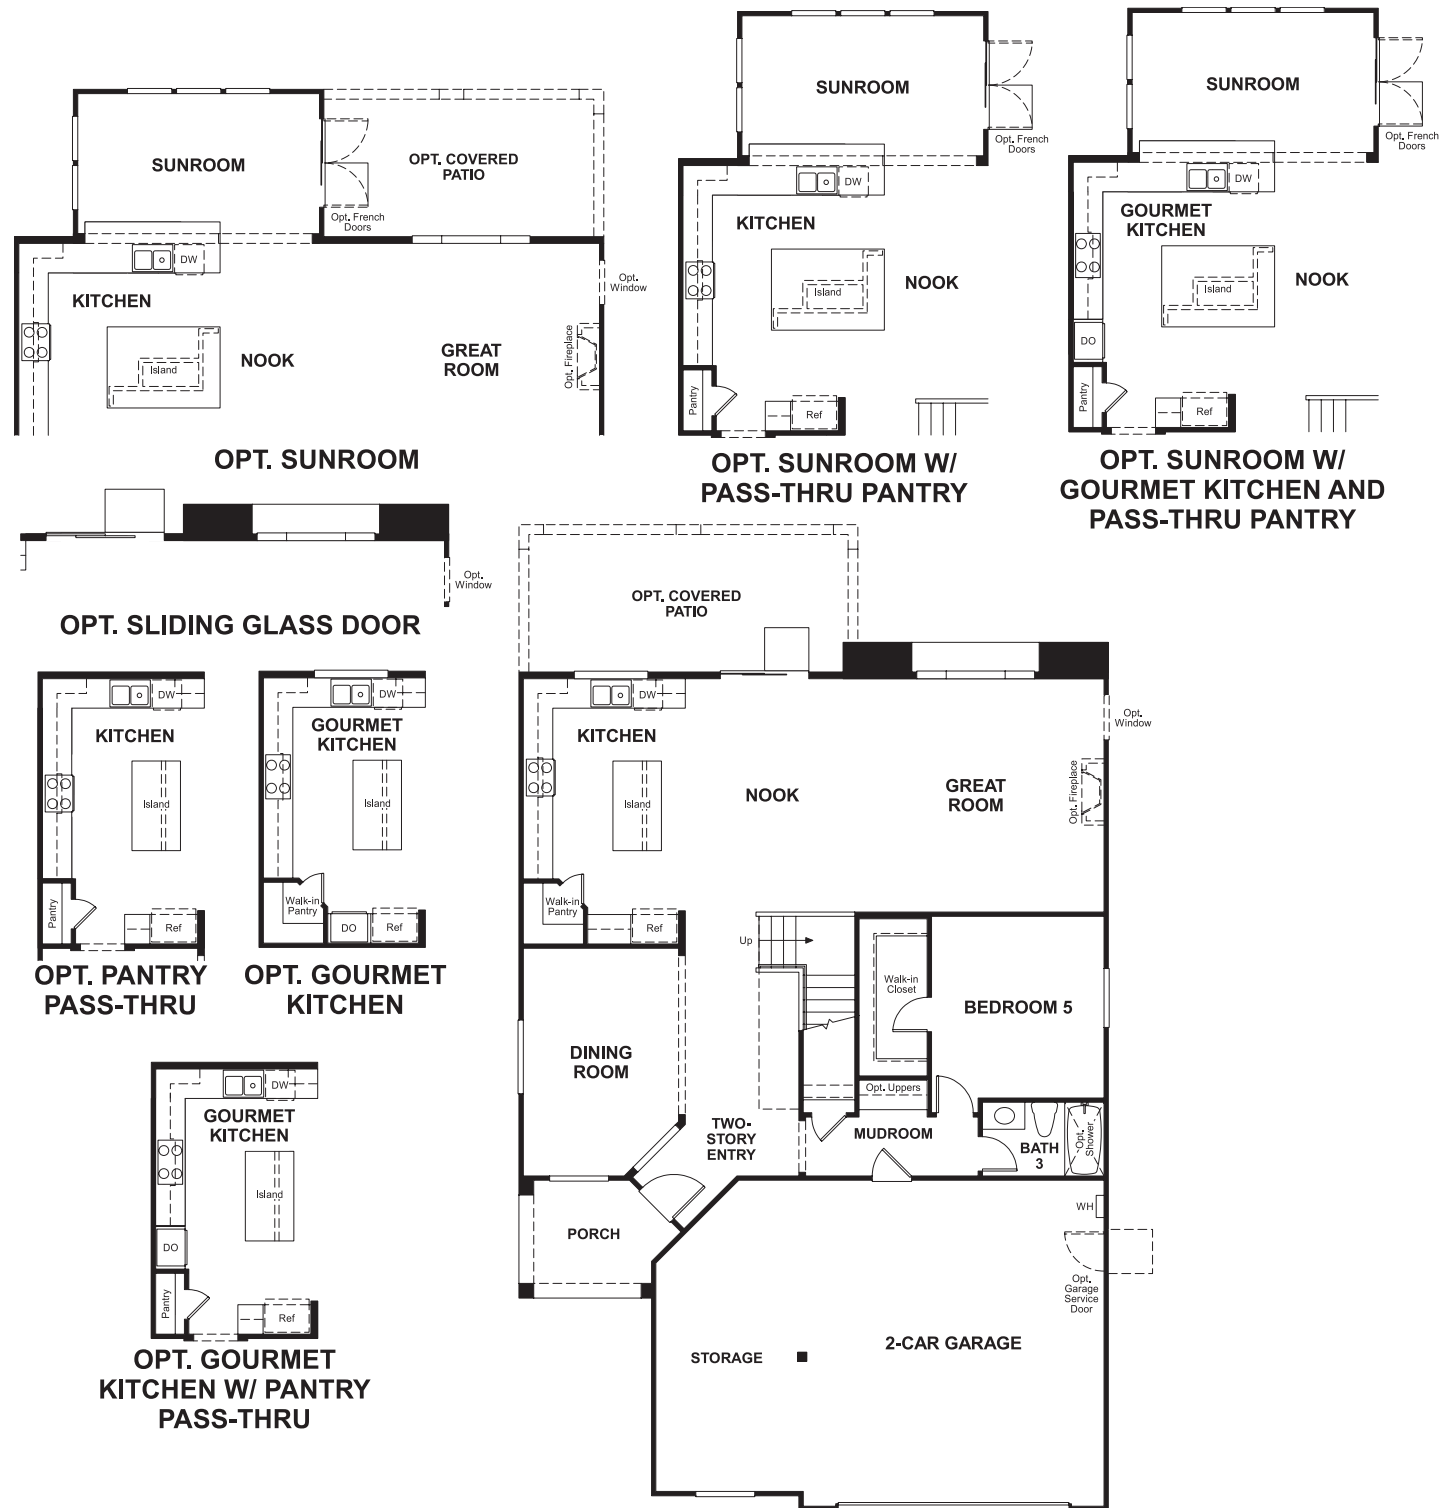 SUNROOM
OPT. COVERED
PATIO
Opt. French
Doors
DW
KITCHEN
Opt.
Window
Island
NOOK
GREAT
ROOM
Opt. Fireplace
OPT. SUNROOM
SUNROOM
Opt. French
Doors
DW
KITCHEN
Island
NOOK
Pantry
Ref
OPT. SUNROOM W/
PASS-THRU PANTRY
SUNROOM
Opt. French
Doors
DW
GOURMET
KITCHEN
Island
NOOK
DO
Pantry
Ref
OPT. SUNROOM W/
GOURMET KITCHEN AND
PASS-THRU PANTRY
Opt.
Window
OPT. SLIDING GLASS DOOR
DW
KITCHEN
Island
Pantry
Ref
OPT. PANTRY
PASS-THRU
DW
GOURMET
KITCHEN
Island
Walk-in
Pantry
DO
Ref
OPT. GOURMET
KITCHEN
DW
GOURMET
KITCHEN
Island
DO
Pantry
Ref
OPT. GOURMET
KITCHEN W/ PANTRY
PASS-THRU
OPT. COVERED
PATIO
DW
KITCHEN
Opt.
Window
Island
NOOK
GREAT
ROOM
Opt. Fireplace
Walk-in
Pantry
Ref
Up
Walk-in
Closet
BEDROOM 5
DINING
ROOM
Opt. Uppers
TWO-
STORY
ENTRY
MUDROOM
BATH
3
Opt.
Shower
PORCH
WH
Opt.
Garage
Service
Door
STORAGE
2-CAR GARAGE